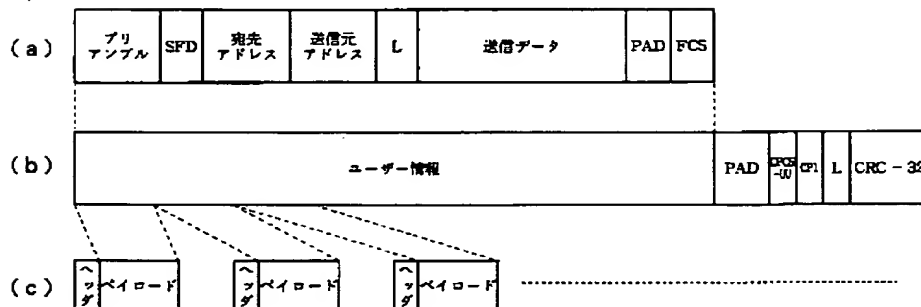 (a) プリアンブル SFD 宛先アドレス 送信元アドレス L 送信データ PAD FCS
(b) ユーザー情報 PAD CPCS-UU CPI L CRC-32
(c) ヘッダ ペイロード ヘッダ ペイロード ヘッダ ペイロード